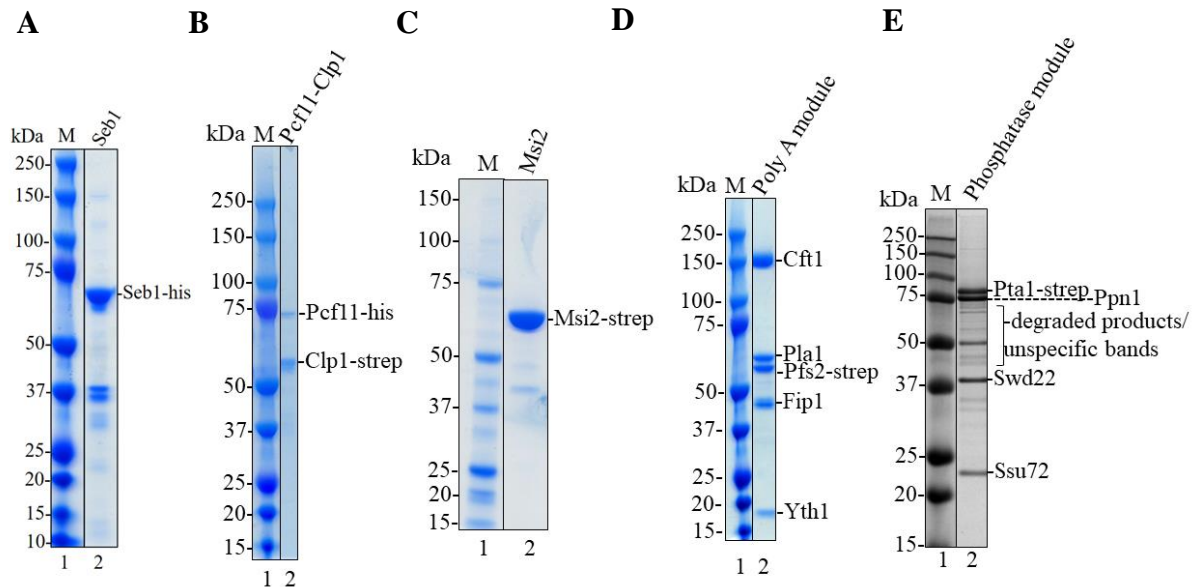 A
kDa M Seb1
250-
150-
100-
75-
50-
37-
25-
20-
15-
10-
-Seb1-his
1 2
B
kDa M Pcf11-Clp1
250-
150-
100-
75-
50-
37-
25-
20-
15-
-Pcf11-his
-Clp1-strep
1 2
C
kDa M Msi2
150-
100-
75-
50-
37-
25-
20-
15-
-Msi2-strep
1 2
D
kDa M Poly A module
250-
150-
100-
75-
50-
37-
25-
20-
15-
-Cft1
-Pla1
-Pfs2-strep
-Fip1
-Yth1
1 2
E
kDa M Phosphatase module
250-
150-
100-
75-
50-
37-
25-
20-
15-
-Pta1-strep
Ppn1
-degraded products/
unspecific bands
-Swd22
-Ssu72
1 2